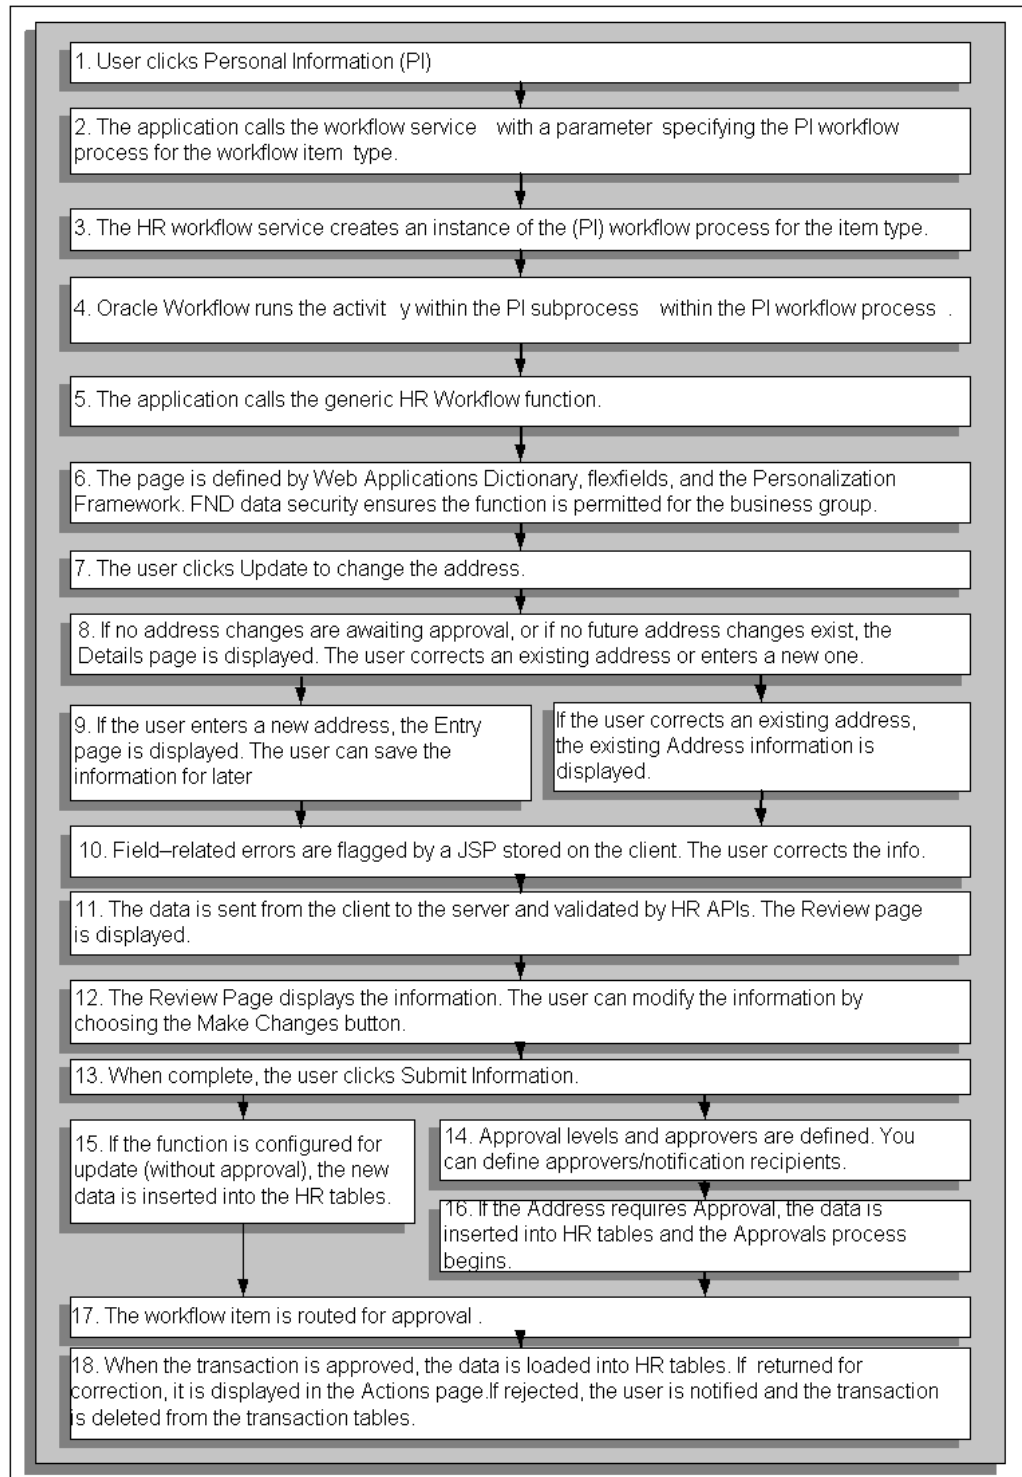 1. User clicks Personal Information (PI)
2. The application calls the workflow service with a parameter specifying the PI workflow
process for the workflow item type.
3. The HR workflow service creates an instance of the (PI) workflow process for the item type.
4. Oracle Workflow runs the activit y within the PI subprocess within the PI workflow process .
5. The application calls the generic HR Workflow function.
6. The page is defined by Web Applications Dictionary, flexfields, and the Personalization
Framework. FND data security ensures the function is permitted for the business group.
7. The user clicks Update to change the address.
8. If no address changes are awaiting approval, or if no future address changes exist, the
Details page is displayed. The user corrects an existing address or enters a new one.
9. If the user enters a new address, the Entry
page is displayed. The user can save the
information for later
If the user corrects an existing address,
the existing Address information is
displayed.
10. Field–related errors are flagged by a JSP stored on the client. The user corrects the info.
11. The data is sent from the client to the server and validated by HR APIs. The Review page
is displayed.
12. The Review Page displays the information. The user can modify the information by
choosing the Make Changes button.
13. When complete, the user clicks Submit Information.
15. If the function is configured for
update (without approval), the new
data is inserted into the HR tables.
14. Approval levels and approvers are defined. You
can define approvers/notification recipients.
16. If the Address requires Approval, the data is
inserted into HR tables and the Approvals process
begins.
17. The workflow item is routed for approval .
18. When the transaction is approved, the data is loaded into HR tables. If returned for
correction, it is displayed in the Actions page.If rejected, the user is notified and the transaction
is deleted from the transaction tables.